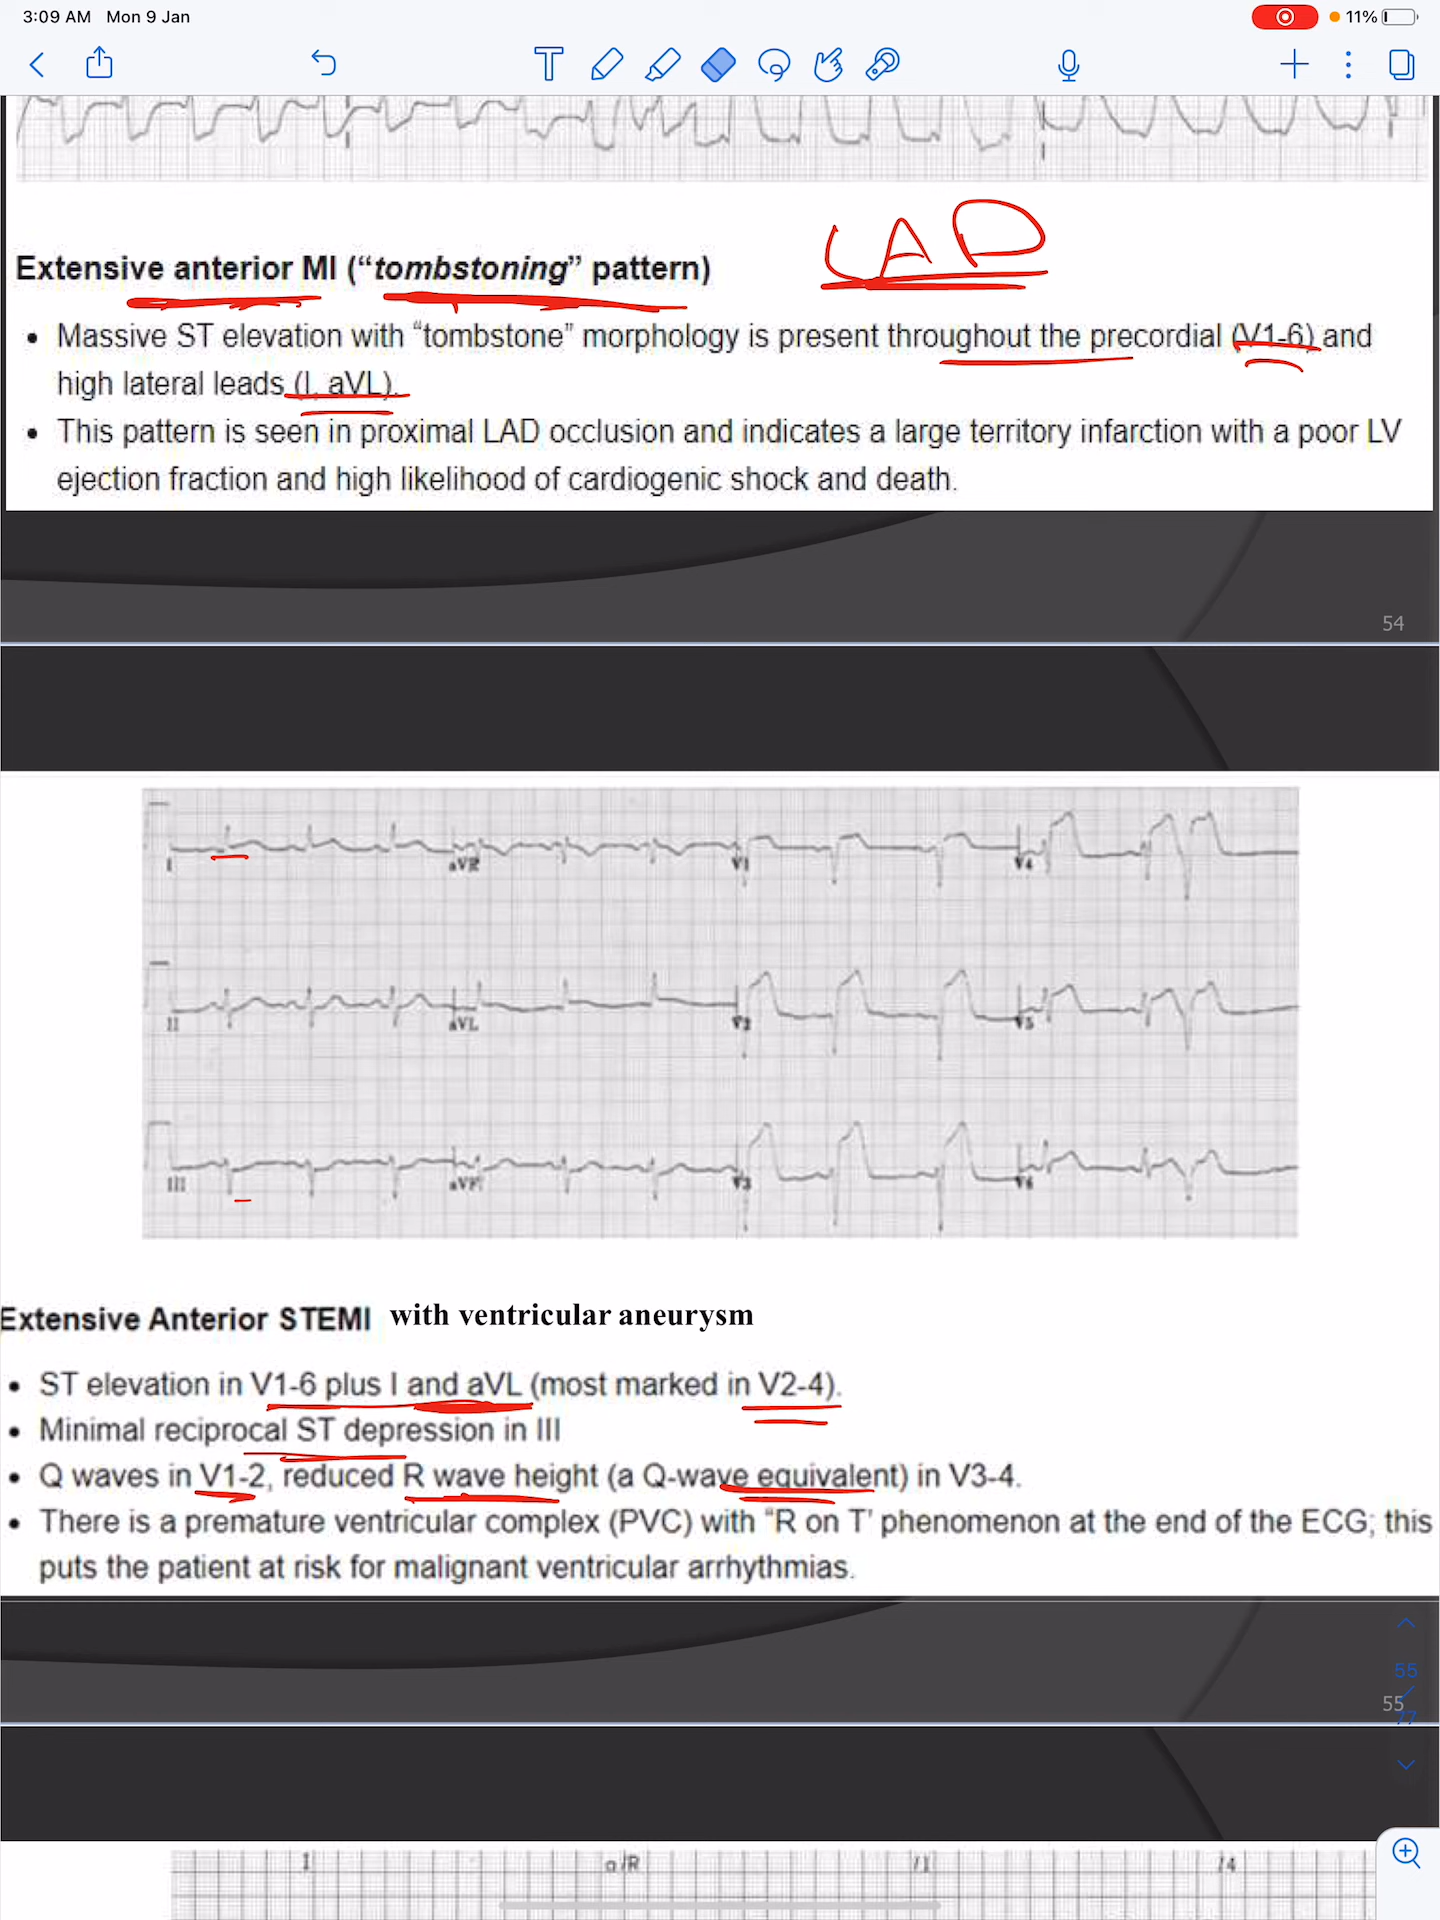 3:09 AM Mon 9 Jan
11%
LAD
Extensive anterior MI (“tombstoning” pattern)
• Massive ST elevation with “tombstone” morphology is present throughout the precordial (V1-6) and
high lateral leads (I, aVL).
• This pattern is seen in proximal LAD occlusion and indicates a large territory infarction with a poor LV
ejection fraction and high likelihood of cardiogenic shock and death.
54
I aVR V1 V4
II aVL V2 V5
III aVF V3 V6
Extensive Anterior STEMI with ventricular aneurysm
• ST elevation in V1-6 plus I and aVL (most marked in V2-4).
• Minimal reciprocal ST depression in III
• Q waves in V1-2, reduced R wave height (a Q-wave equivalent) in V3-4.
• There is a premature ventricular complex (PVC) with “R on T’ phenomenon at the end of the ECG; this
puts the patient at risk for malignant ventricular arrhythmias.
55
/
77
55
I